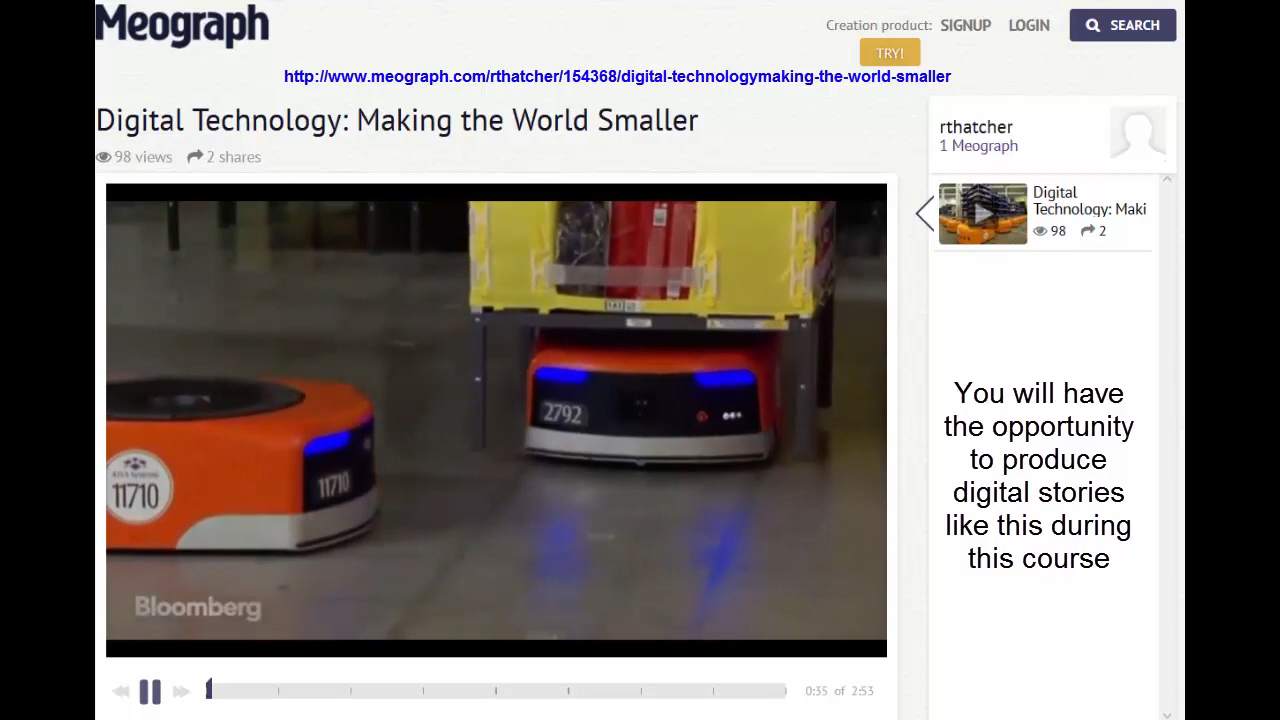 Meograph
Creation product: SIGNUP LOGIN SEARCH
TRY!
http://www.meograph.com/rthatcher/154368/digital-technologymaking-the-world-smaller
Digital Technology: Making the World Smaller
98 views 2 shares
rthatcher
1 Meograph
Digital
Technology: Maki
98 2
2792
11710
11710
Bloomberg
You will have
the opportunity
to produce
digital stories
like this during
this course
0:35 of 2:53